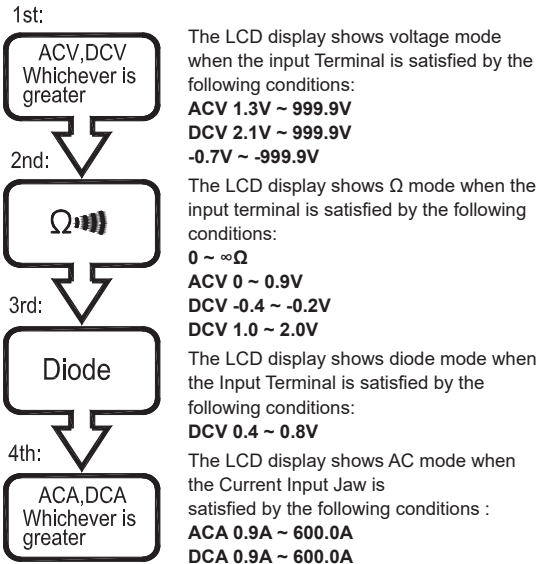 1st:
ACV,DCV
Whichever is
greater
The LCD display shows voltage mode
when the input Terminal is satisfied by the
following conditions:
ACV 1.3V ~ 999.9V
DCV 2.1V ~ 999.9V
-0.7V ~ -999.9V
2nd:
Ω
The LCD display shows Ω mode when the
input terminal is satisfied by the following
conditions:
0 ~ ∞Ω
ACV 0 ~ 0.9V
DCV -0.4 ~ -0.2V
DCV 1.0 ~ 2.0V
3rd:
Diode
The LCD display shows diode mode when
the Input Terminal is satisfied by the
following conditions:
DCV 0.4 ~ 0.8V
4th:
ACA,DCA
Whichever is
greater
The LCD display shows AC mode when
the Current Input Jaw is
satisfied by the following conditions :
ACA 0.9A ~ 600.0A
DCA 0.9A ~ 600.0A